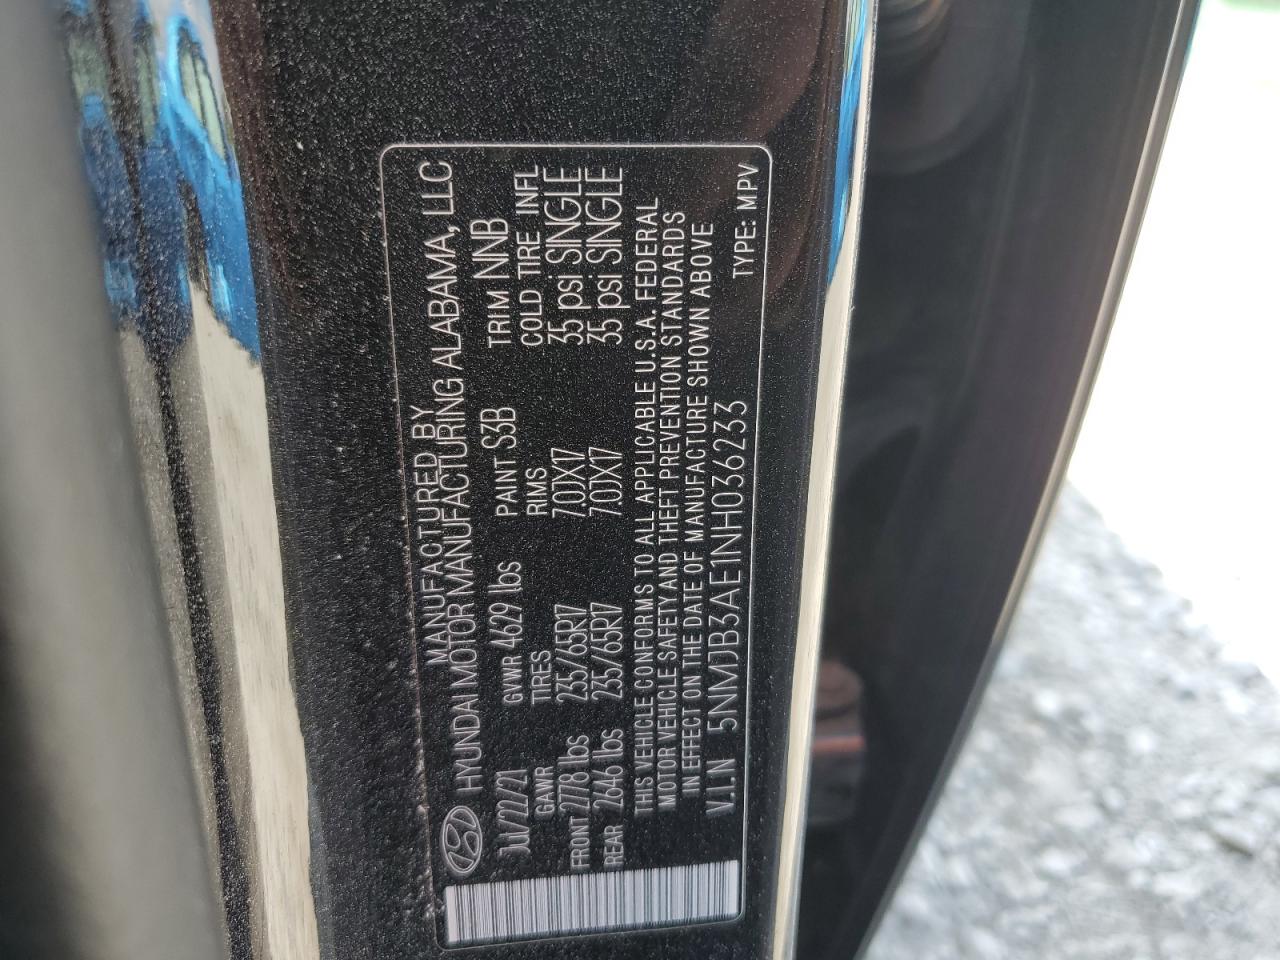 MANUFACTURED BY
HYUNDAI MOTOR MANUFACTURING ALABAMA, LLC
Jul/22/21 GVWR 4629 lbs PAINT S3B TRIM NNB
GAWR TIRES RIMS COLD TIRE INFL
FRONT 2778 lbs 235/65R17 7.0JX17 35 psi SINGLE
REAR 2646 lbs 235/65R17 7.0JX17 35 psi SINGLE
THIS VEHICLE CONFORMS TO ALL APPLICABLE U.S.A. FEDERAL
MOTOR VEHICLE SAFETY AND THEFT PREVENTION STANDARDS
IN EFFECT ON THE DATE OF MANUFACTURE SHOWN ABOVE
V.I.N 5NMJB3AE1NH036233 TYPE: MPV